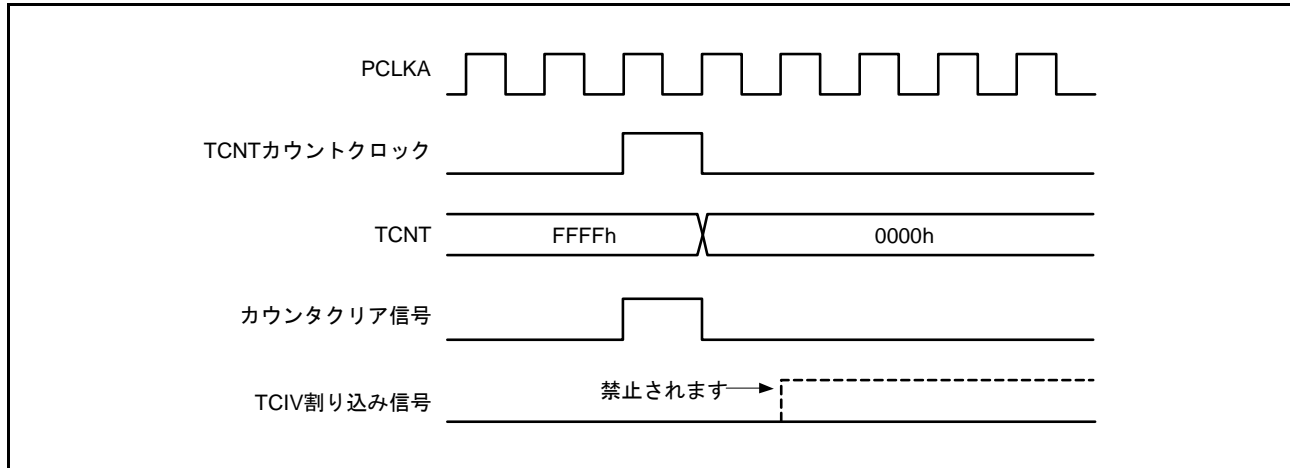 PCLKA
TCNTカウントクロック
TCNT
FFFFh
0000h
カウンタクリア信号
禁止されます
TCIV割り込み信号